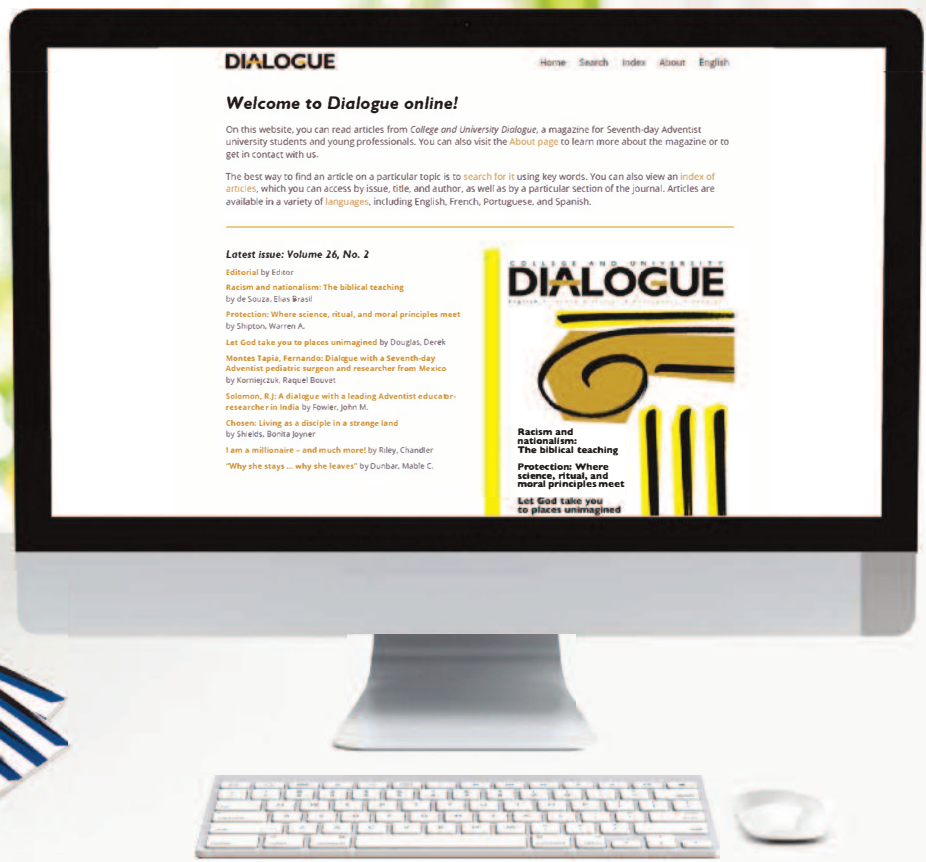 DIALOGUE
Home Search Index About English
Welcome to Dialogue online!
On this website, you can read articles from College and University Dialogue, a magazine for Seventh-day Adventist
university students and young professionals. You can also visit the About page to learn more about the magazine or to
get in contact with us.
The best way to find an article on a particular topic is to search for it using key words. You can also view an index of
articles, which you can access by issue, title, and author, as well as by a particular section of the journal. Articles are
available in a variety of languages, including English, French, Portuguese, and Spanish.
Latest issue: Volume 26, No. 2
Editorial by Editor
Racism and nationalism: The biblical teaching
by de Souza, Elias Brasil
Protection: Where science, ritual, and moral principles meet
by Shipton, Warren A.
Let God take you to places unimagined by Douglas, Derek
Montes Tapia, Fernando: Dialogue with a Seventh-day
Adventist pediatric surgeon and researcher from Mexico
by Korniejczuk, Raquel Bouvet
Solomon, R.J: A dialogue with a leading Adventist educator-
researcher in India by Fowler, John M.
Chosen: Living as a disciple in a strange land
by Shields, Bonita Joyner
I am a millionaire – and much more! by Riley, Chandler
"Why she stays ... why she leaves" by Dunbar, Mable C.
COLLEGE AND UNIVERSITY
DIALOGUE
Racism and
nationalism:
The biblical teaching
Protection: Where
science, ritual, and
moral principles meet
Let God take you
to places unimagined